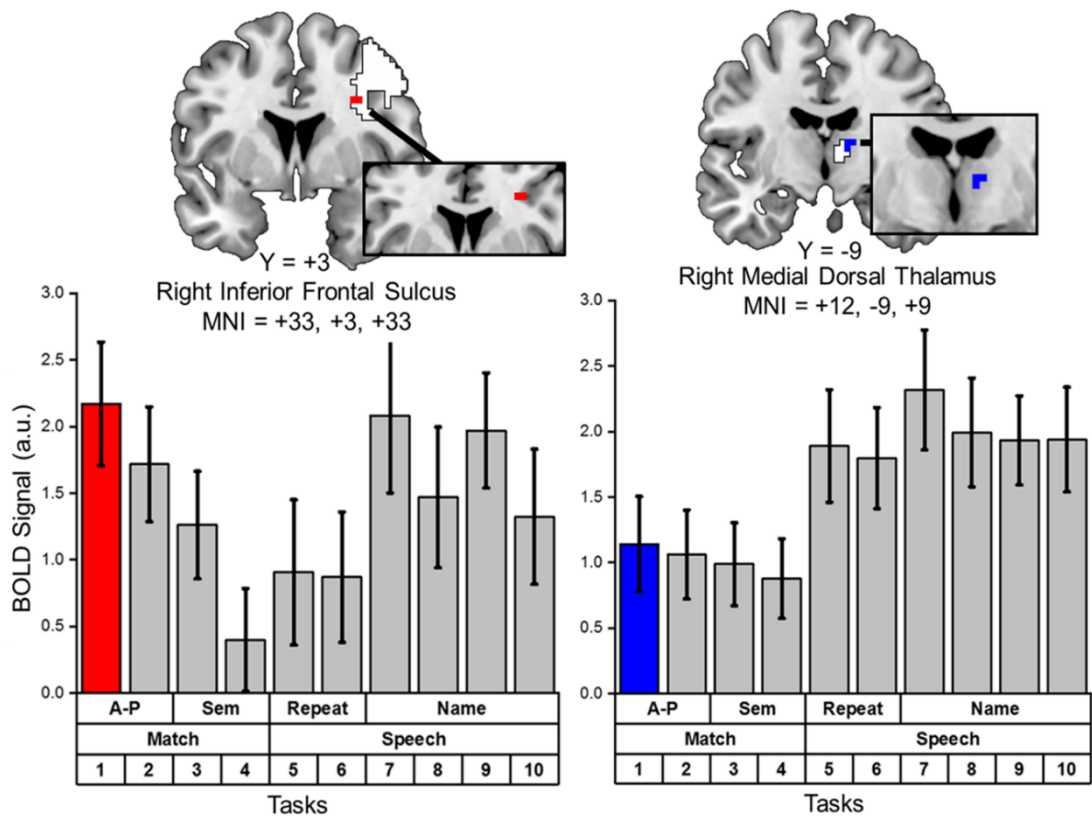 Y = +3
Right Inferior Frontal Sulcus
MNI = +33, +3, +33
BOLD Signal (a.u.)
3.0
2.5
2.0
1.5
1.0
0.5
0.0
A-P Sem Repeat Name
Match Speech
1 2 3 4 5 6 7 8 9 10
Tasks
Y = -9
Right Medial Dorsal Thalamus
MNI = +12, -9, +9
3.0
2.5
2.0
1.5
1.0
0.5
0.0
A-P Sem Repeat Name
Match Speech
1 2 3 4 5 6 7 8 9 10
Tasks